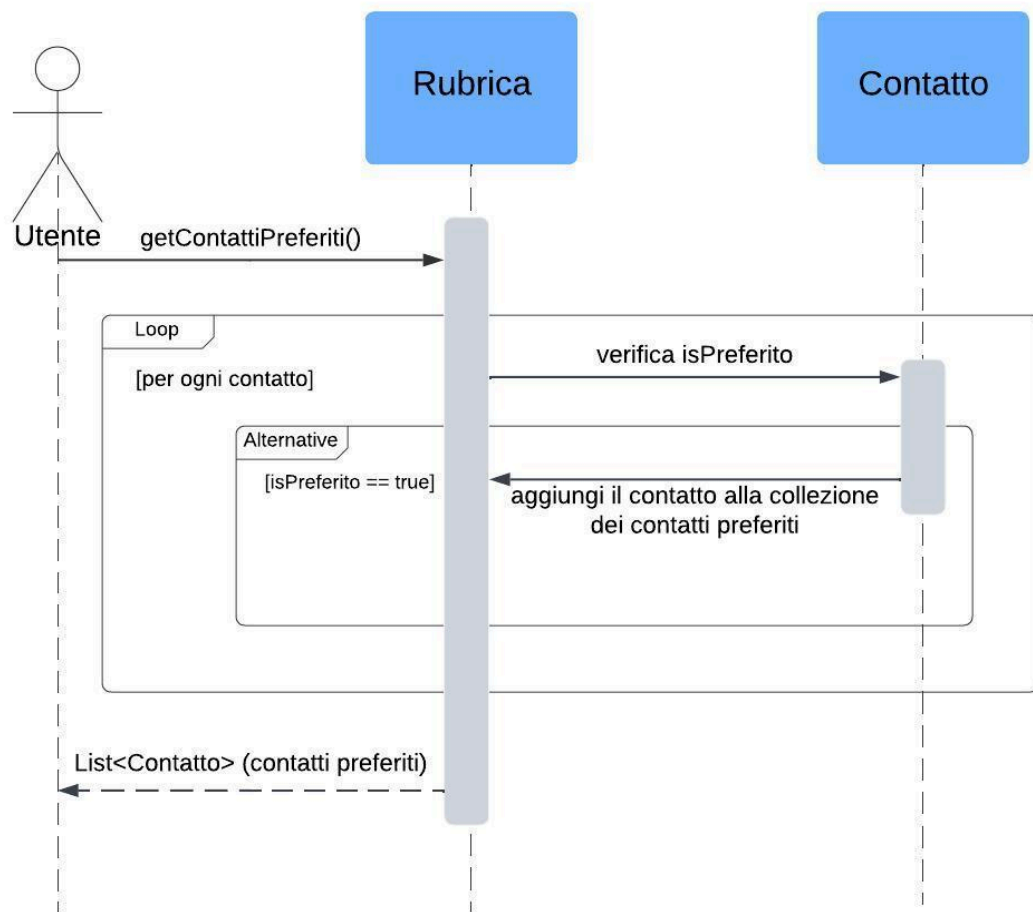 Rubrica
Contatto
Utente
getContattiPreferiti()
Loop
[per ogni contatto]
verifica isPreferito
Alternative
[isPreferito == true]
aggiungi il contatto alla collezione
dei contatti preferiti
List<Contatto> (contatti preferiti)